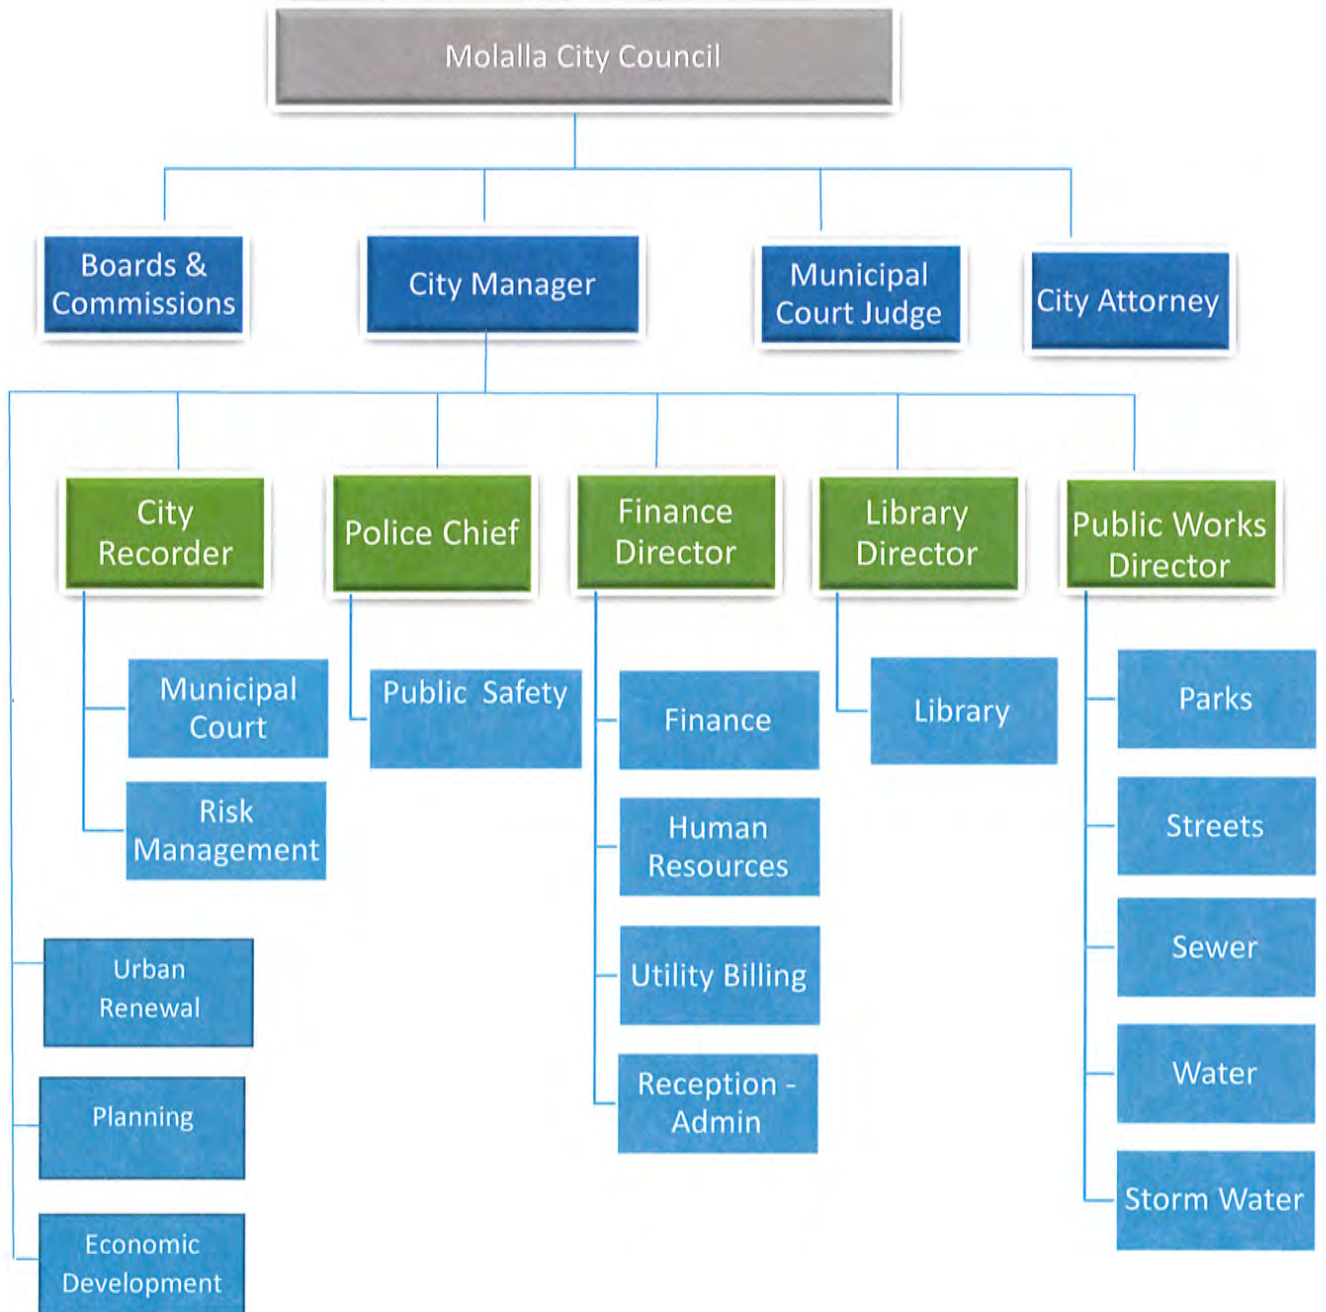 Molalla City Council
Boards &
Commissions
City Manager
Municipal
Court Judge
City Attorney
City
Recorder
Police Chief
Finance
Director
Library
Director
Public Works
Director
Municipal
Court
Risk
Management
Public Safety
Finance
Human
Resources
Utility Billing
Reception -
Admin
Library
Parks
Streets
Sewer
Water
Storm Water
Urban
Renewal
Planning
Economic
Development